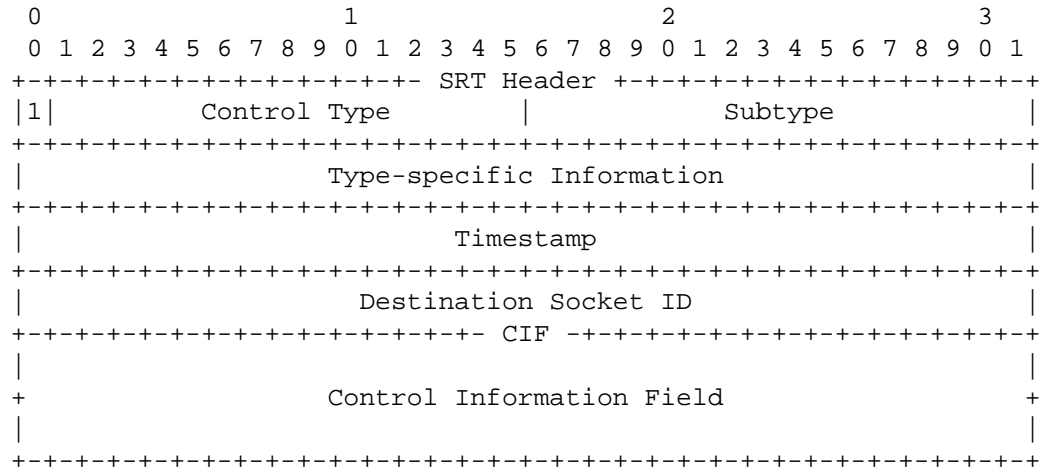 0                   1                   2                   3
 0 1 2 3 4 5 6 7 8 9 0 1 2 3 4 5 6 7 8 9 0 1 2 3 4 5 6 7 8 9 0 1
+-+-+-+-+-+-+-+-+-+-+-+-+- SRT Header +-+-+-+-+-+-+-+-+-+-+-+-+-+
|1|         Control Type        |            Subtype            |
+-+-+-+-+-+-+-+-+-+-+-+-+-+-+-+-+-+-+-+-+-+-+-+-+-+-+-+-+-+-+-+-+
|                   Type-specific Information                   |
+-+-+-+-+-+-+-+-+-+-+-+-+-+-+-+-+-+-+-+-+-+-+-+-+-+-+-+-+-+-+-+-+
|                           Timestamp                           |
+-+-+-+-+-+-+-+-+-+-+-+-+-+-+-+-+-+-+-+-+-+-+-+-+-+-+-+-+-+-+-+-+
|                     Destination Socket ID                     |
+-+-+-+-+-+-+-+-+-+-+-+-+-+-+- CIF -+-+-+-+-+-+-+-+-+-+-+-+-+-+-+
|                                                               |
+                   Control Information Field                   +
|                                                               |
+-+-+-+-+-+-+-+-+-+-+-+-+-+-+-+-+-+-+-+-+-+-+-+-+-+-+-+-+-+-+-+-+